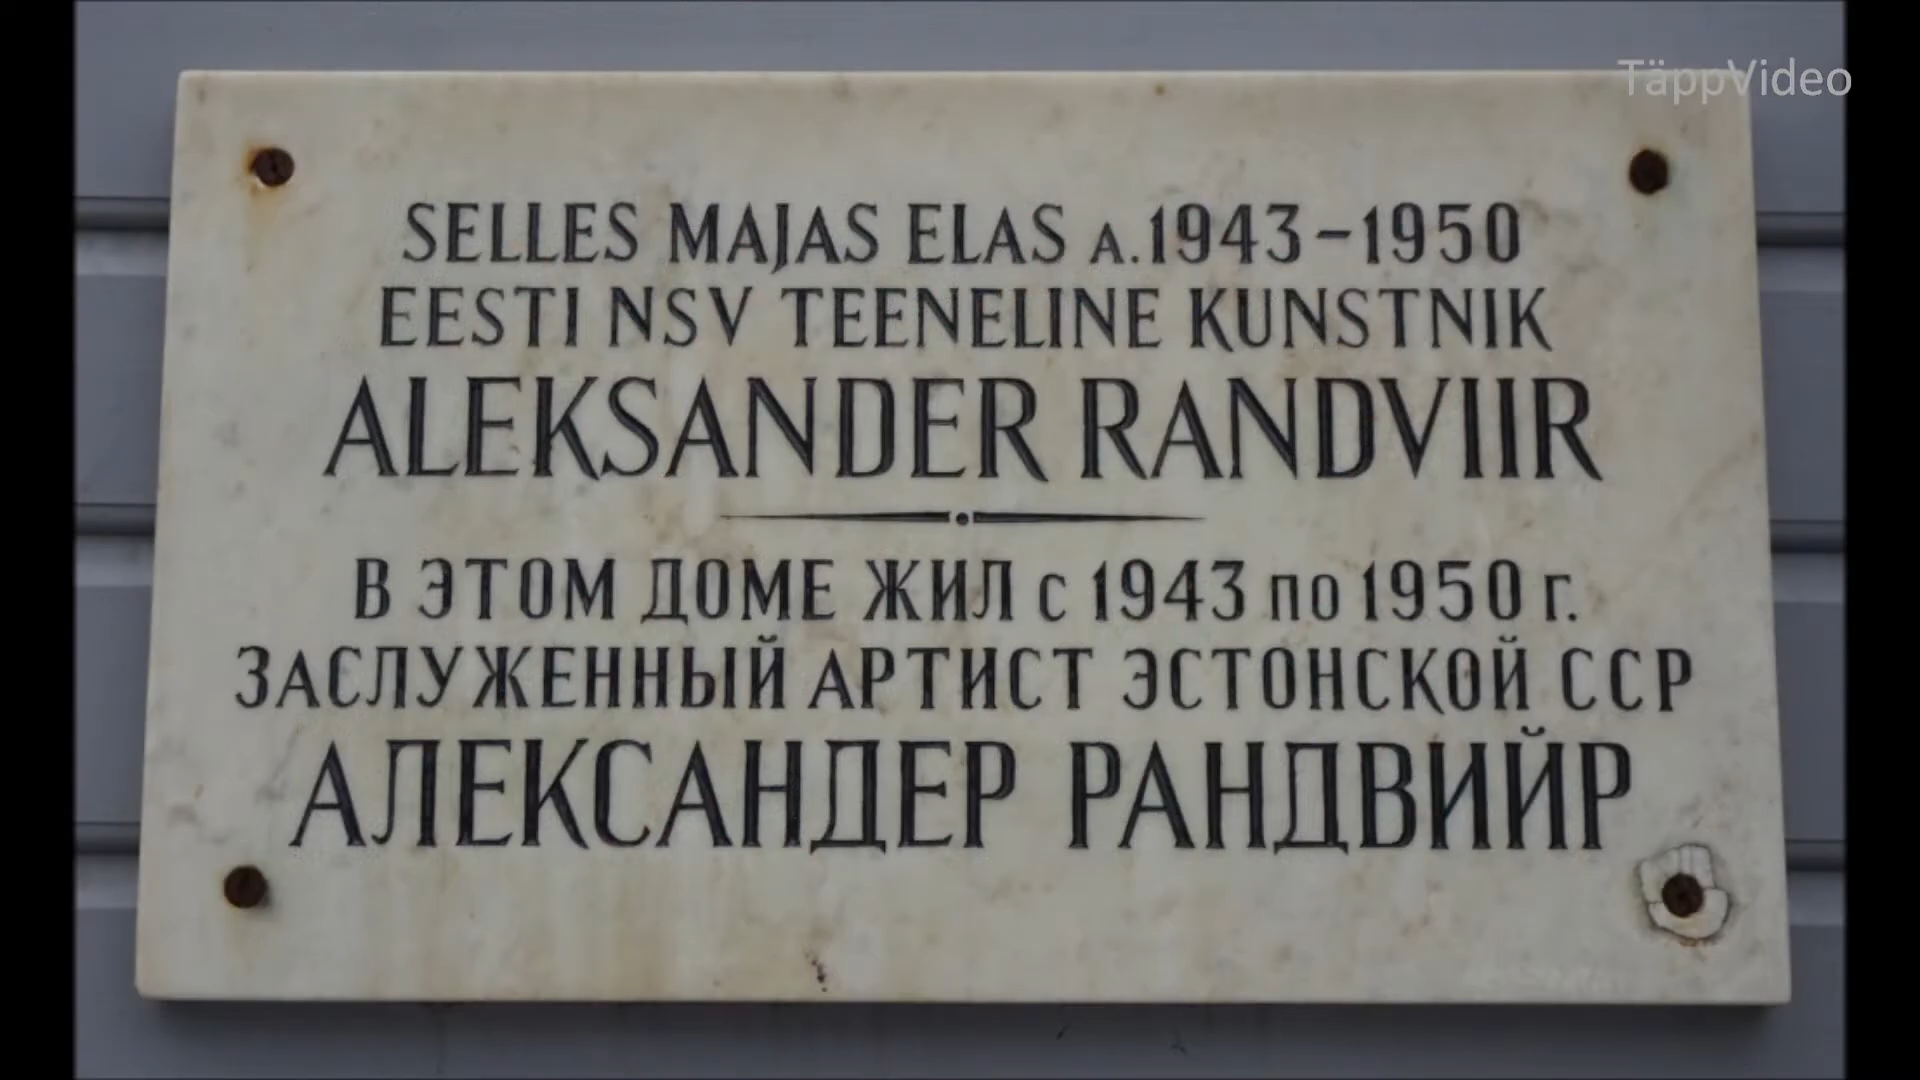 TäppVideo
SELLES MAJAS ELAS A.1943–1950
EESTI NSV TEENELINE KUNSTNIK
ALEKSANDER RANDVIIR
В ЭТОМ ДОМЕ ЖИЛ с 1943 по 1950 г.
ЗАСЛУЖЕННЫЙ АРТИСТ ЭСТОНСКОЙ ССР
АЛЕКСАНДЕР РАНДВИЙР